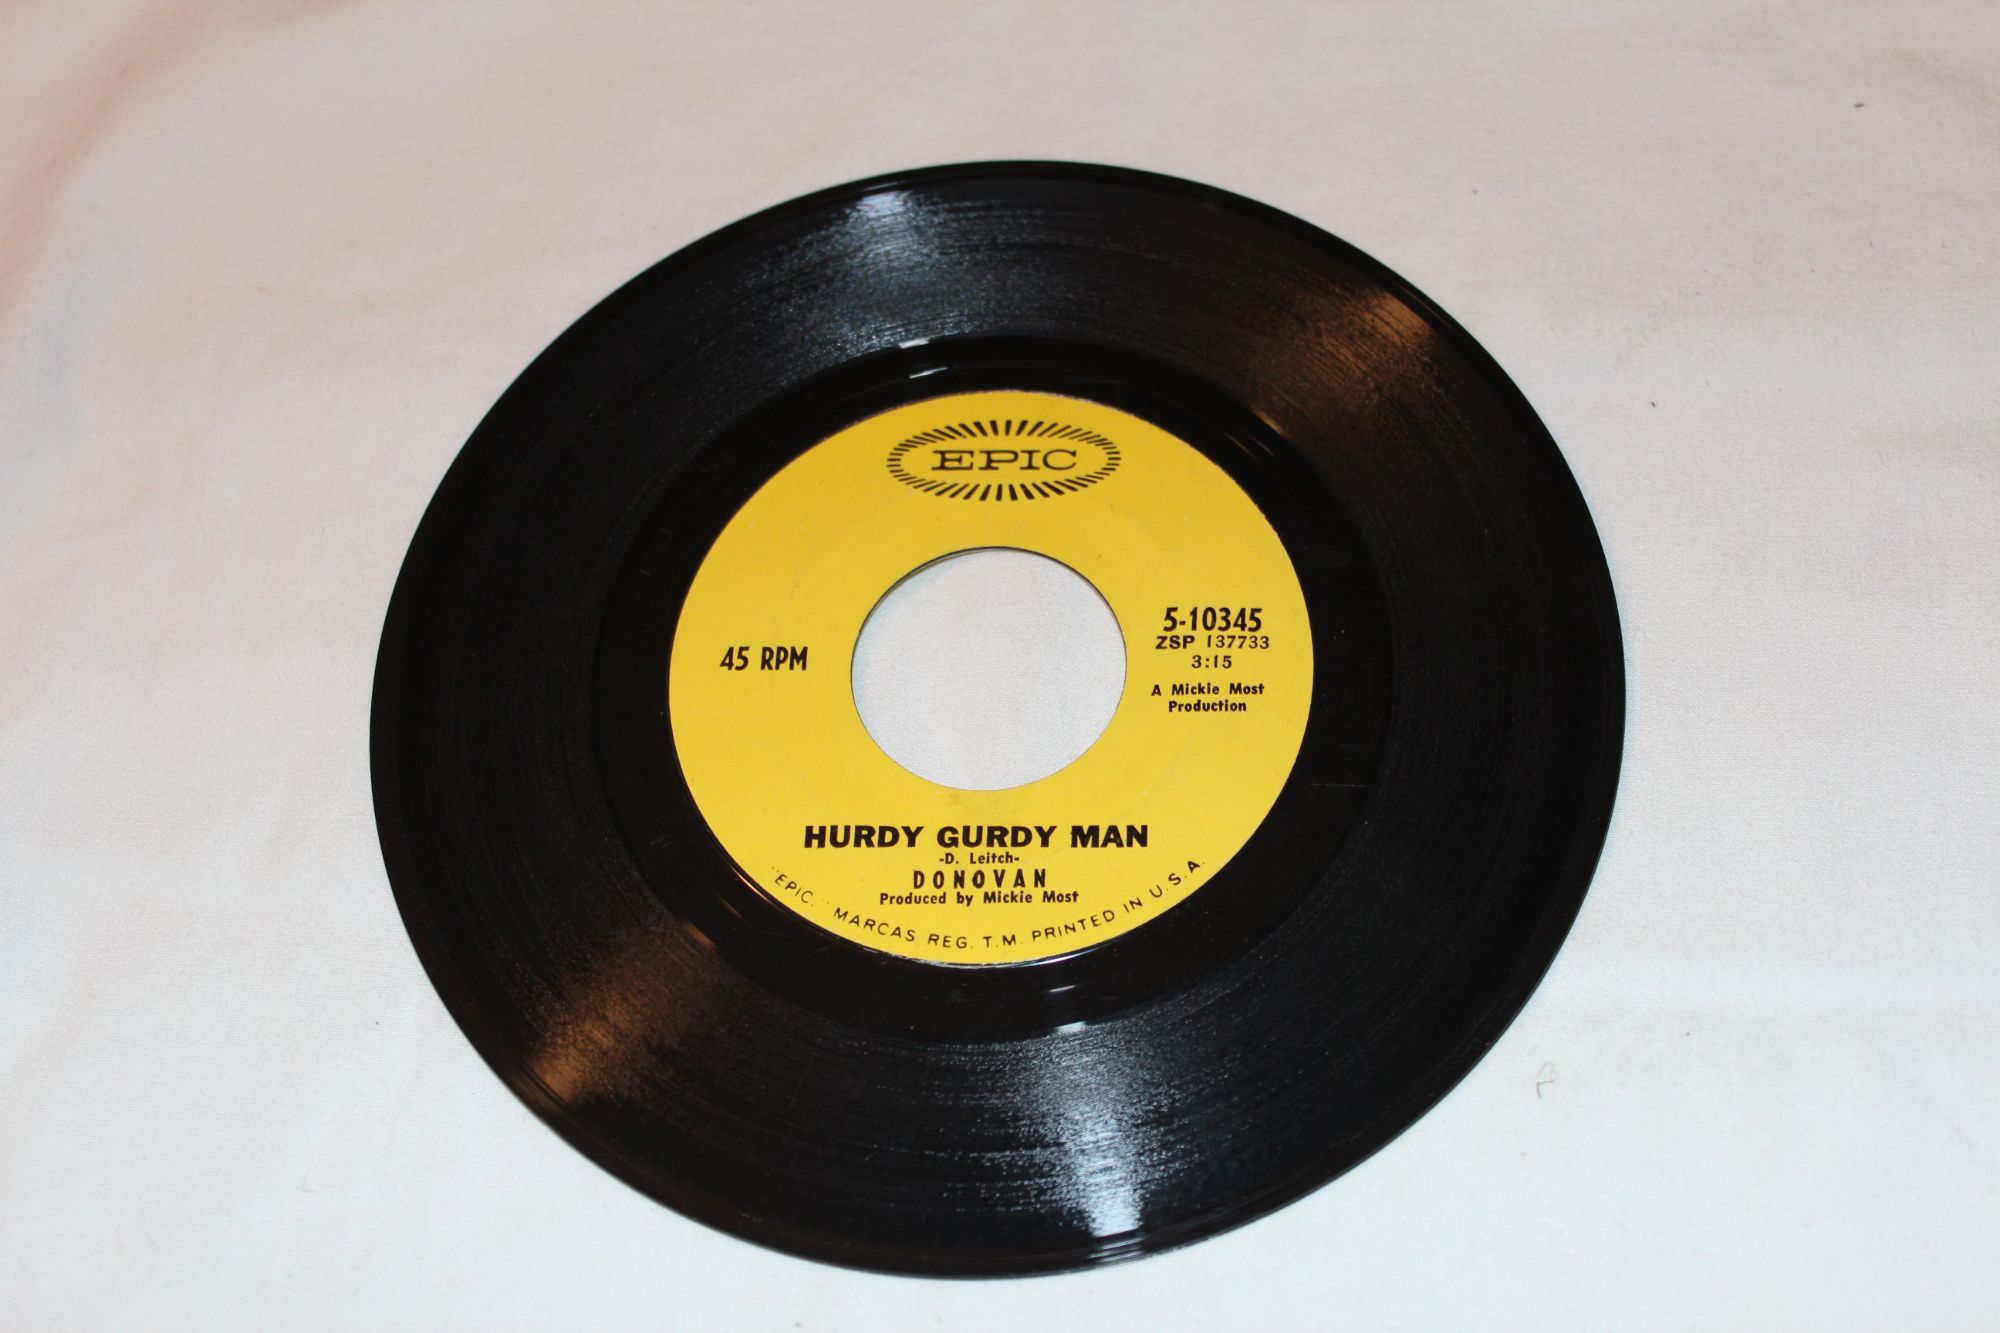 EPIC
45 RPM
5-10345
ZSP 137733
3:15
A Mickie Most
Production
HURDY GURDY MAN
-D. Leitch-
DONOVAN
Produced by Mickie Most
"EPIC," MARCAS REG. T.M. PRINTED IN U.S.A.